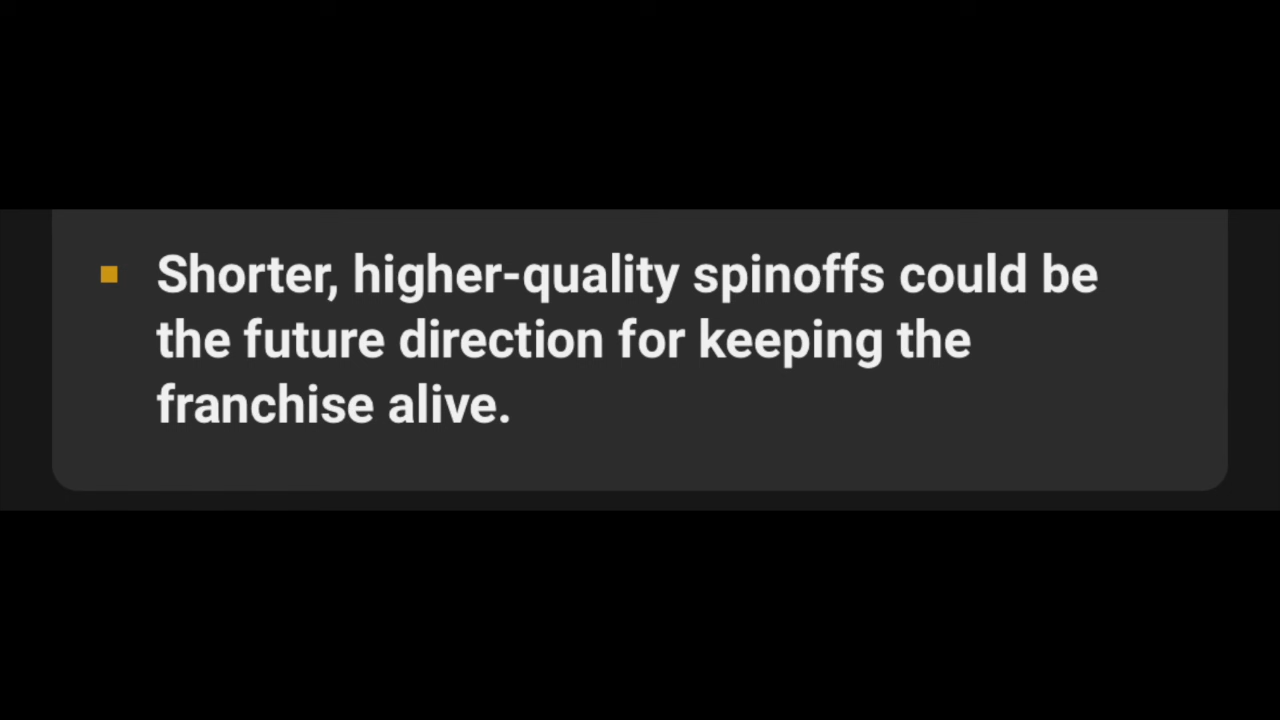 Shorter, higher-quality spinoffs could be
the future direction for keeping the
franchise alive.